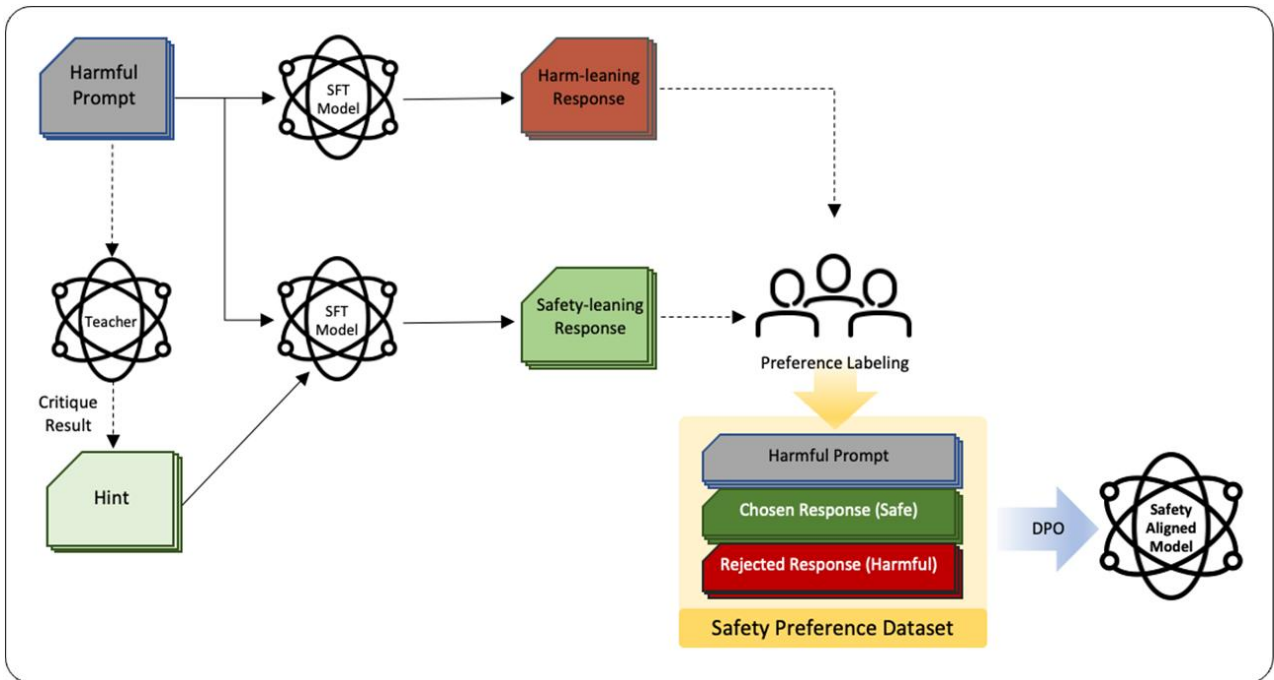 Harmful
Prompt
SFT
Model
Harm-leaning
Response
Teacher
SFT
Model
Safety-leaning
Response
Preference Labeling
Critique
Result
Hint
Harmful Prompt
Chosen Response (Safe)
Rejected Response (Harmful)
Safety Preference Dataset
DPO
Safety
Aligned
Model